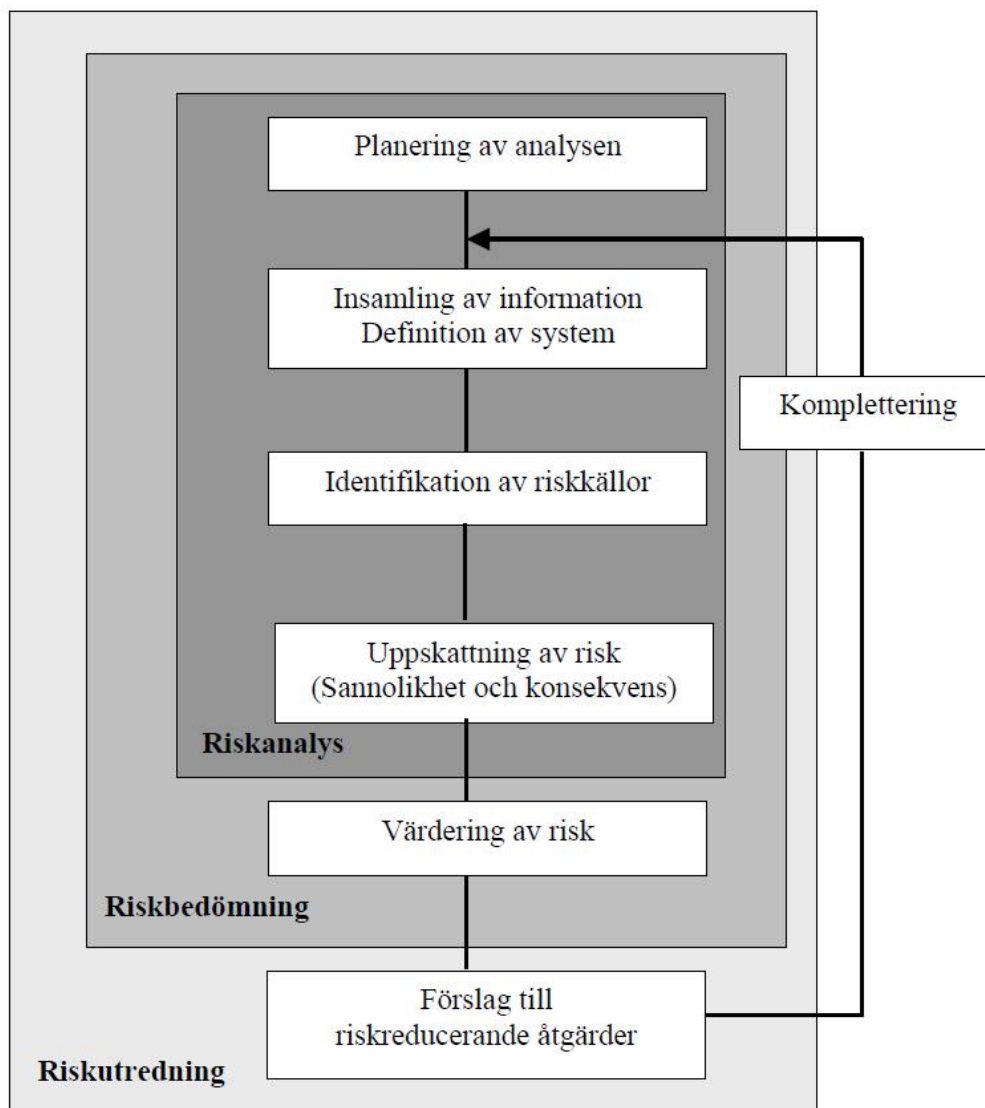 Planering av analysen
Insamling av information
Definition av system
Komplettering
Identifikation av riskkällor
Uppskattning av risk
(Sannolikhet och konsekvens)
Riskanalys
Värdering av risk
Riskbedömning
Förslag till
riskreducerande åtgärder
Riskutredning